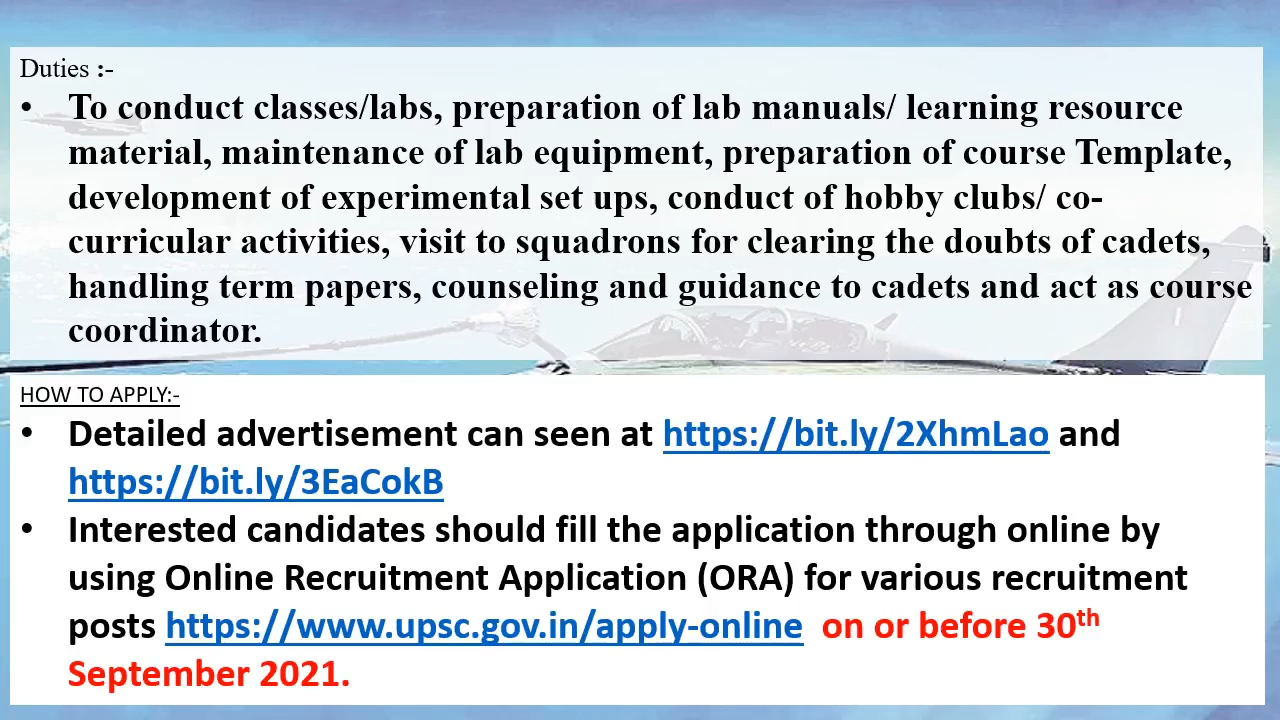 Duties :-
• To conduct classes/labs, preparation of lab manuals/ learning resource
material, maintenance of lab equipment, preparation of course Template,
development of experimental set ups, conduct of hobby clubs/ co-
curricular activities, visit to squadrons for clearing the doubts of cadets,
handling term papers, counseling and guidance to cadets and act as course
coordinator.
HOW TO APPLY:-
• Detailed advertisement can seen at https://bit.ly/2XhmLao and
https://bit.ly/3EaCokB
• Interested candidates should fill the application through online by
using Online Recruitment Application (ORA) for various recruitment
posts https://www.upsc.gov.in/apply-online on or before 30th
September 2021.